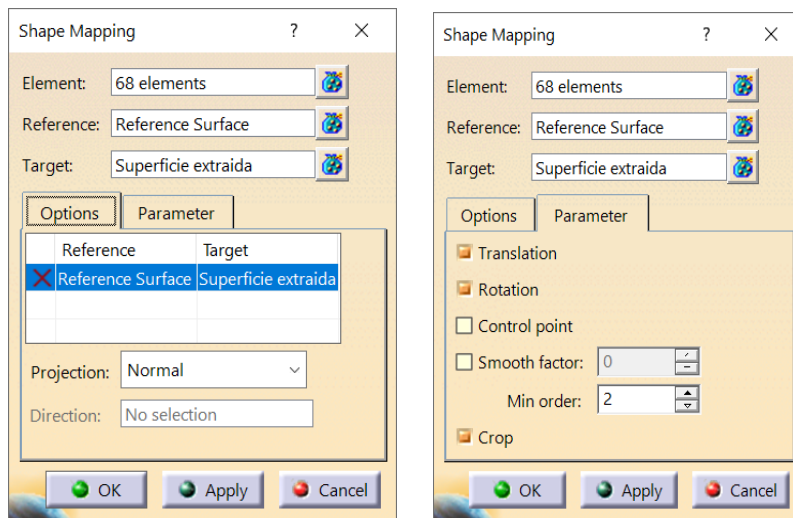 Shape Mapping ? ×
Element: 68 elements
Reference: Reference Surface
Target: Superficie extraida
Options Parameter
Reference Target
Reference Surface Superficie extraida
Projection: Normal
Direction: No selection
OK Apply Cancel
Shape Mapping ? ×
Element: 68 elements
Reference: Reference Surface
Target: Superficie extraida
Options Parameter
Translation
Rotation
Control point
Smooth factor: 0
Min order: 2
Crop
OK Apply Cancel